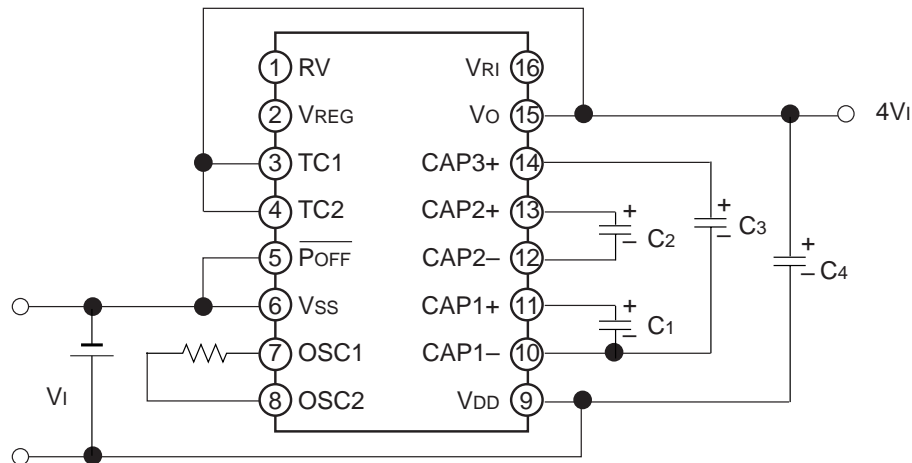 1 RV
VRI 16
2 VREG
VO 15
4VI
3 TC1
CAP3+ 14
4 TC2
CAP2+ 13
+
– C2
+
– C3
+
– C4
5 POFF
CAP2– 12
6 VSS
CAP1+ 11
+
– C1
7 OSC1
CAP1– 10
VI
8 OSC2
VDD 9